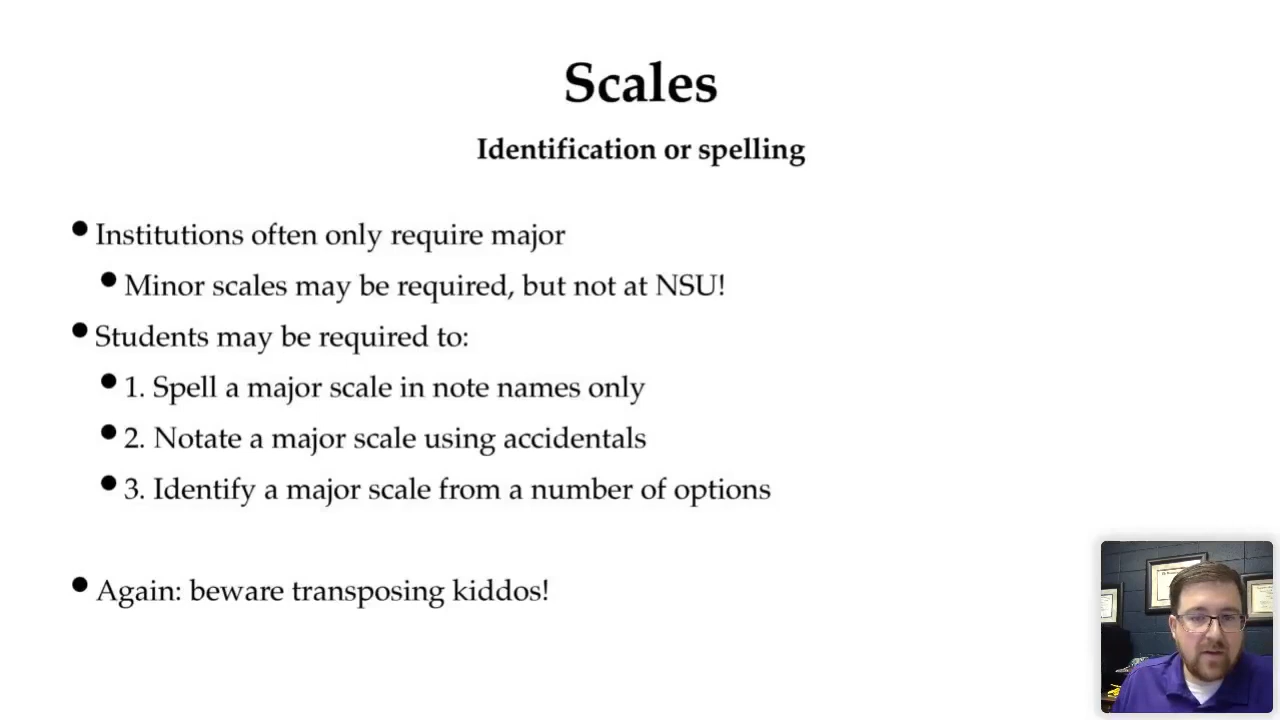 Scales
Identification or spelling
• Institutions often only require major
• Minor scales may be required, but not at NSU!
• Students may be required to:
• 1. Spell a major scale in note names only
• 2. Notate a major scale using accidentals
• 3. Identify a major scale from a number of options
• Again: beware transposing kiddos!